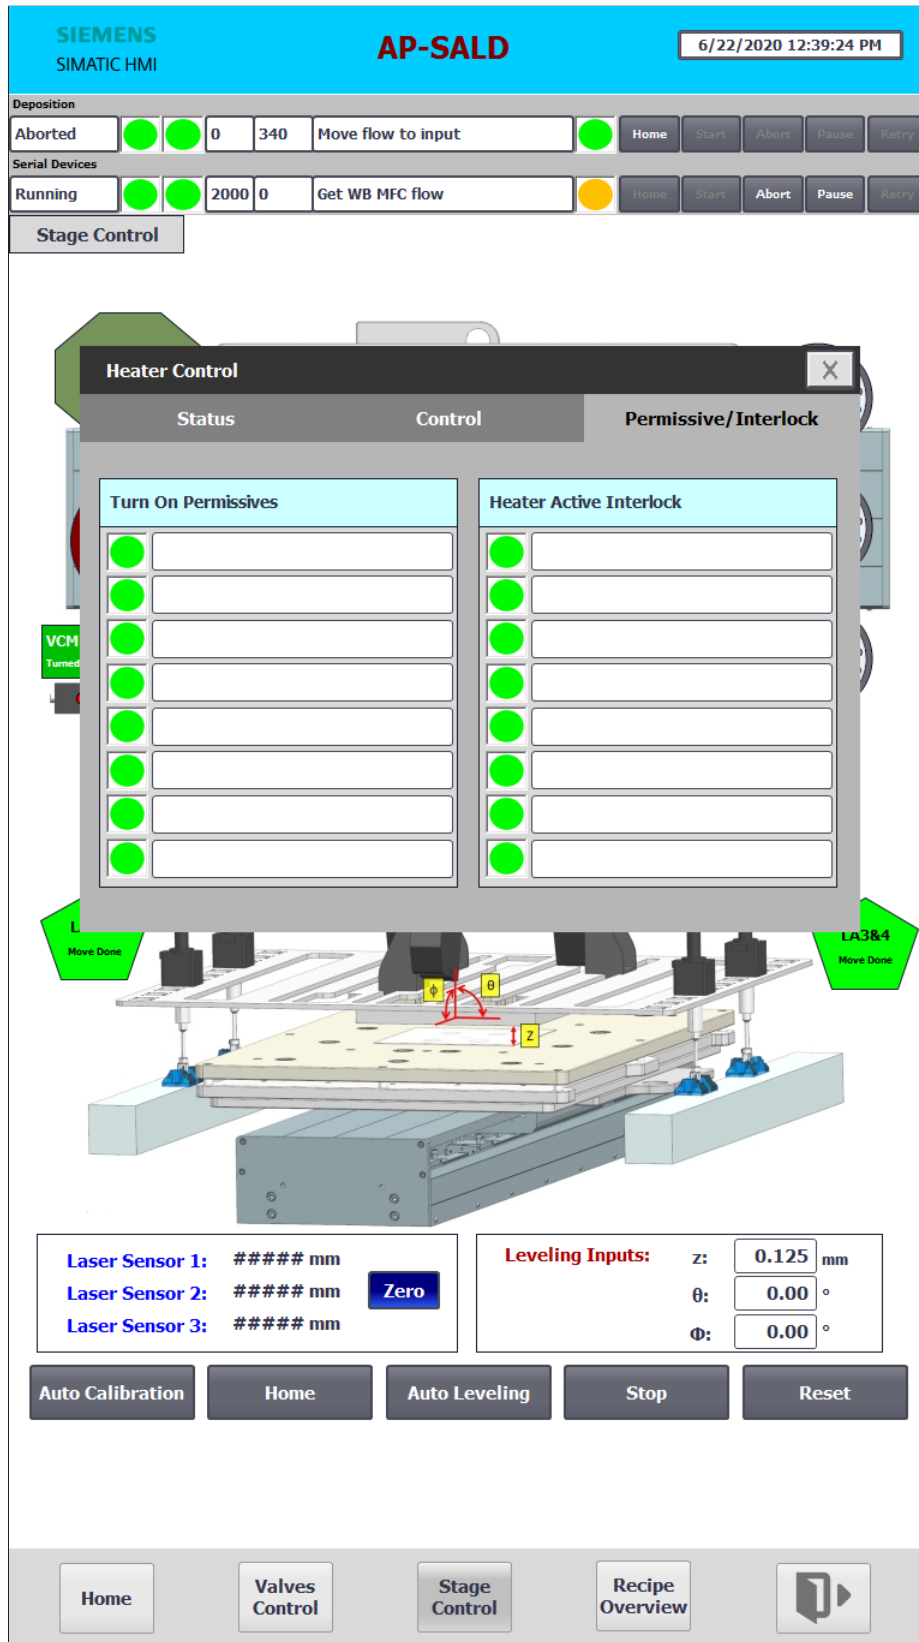 SIEMENS
SIMATIC HMI
AP-SALD
6/22/2020 12:39:24 PM
Deposition
Aborted 0 340 Move flow to input Home Start Abort Pause Retry
Serial Devices
Running 2000 0 Get WB MFC flow Home Start Abort Pause Retry
Stage Control
Heater Control X
Status Control Permissive/Interlock
Turn On Permissives Heater Active Interlock
VCM
Move Done
LA3&4
Move Done
ϕ θ
Z
Laser Sensor 1: ##### mm
Laser Sensor 2: ##### mm
Laser Sensor 3: ##### mm
Zero
Leveling Inputs: z: 0.125 mm
θ: 0.00 °
Φ: 0.00 °
Auto Calibration Home Auto Leveling Stop Reset
Home Valves Control Stage Control Recipe Overview